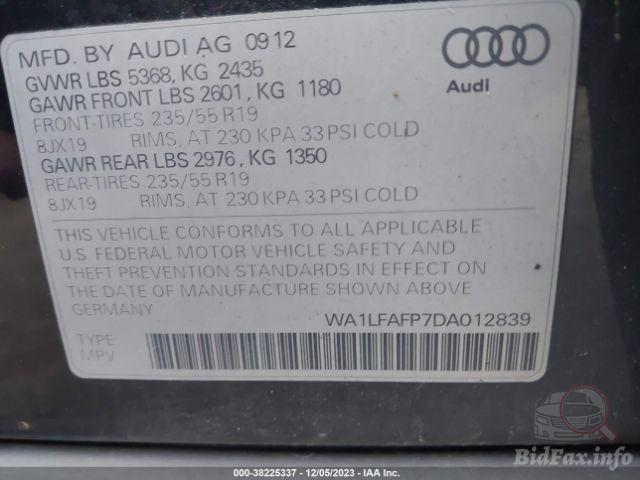 MFD. BY AUDI AG 0912
GVWR LBS 5368, KG 2435
GAWR FRONT LBS 2601, KG 1180
FRONT-TIRES 235/55 R19
8JX19 RIMS, AT 230 KPA 33 PSI COLD
GAWR REAR LBS 2976, KG 1350
REAR-TIRES 235/55 R19
8JX19 RIMS, AT 230 KPA 33 PSI COLD
Audi
THIS VEHICLE CONFORMS TO ALL APPLICABLE
U.S. FEDERAL MOTOR VEHICLE SAFETY AND
THEFT PREVENTION STANDARDS IN EFFECT ON
THE DATE OF MANUFACTURE SHOWN ABOVE
GERMANY
WA1LFAFP7DA012839
TYPE
MPV
BidFax.info
000-38225337 - 12/05/2023 - IAA Inc.